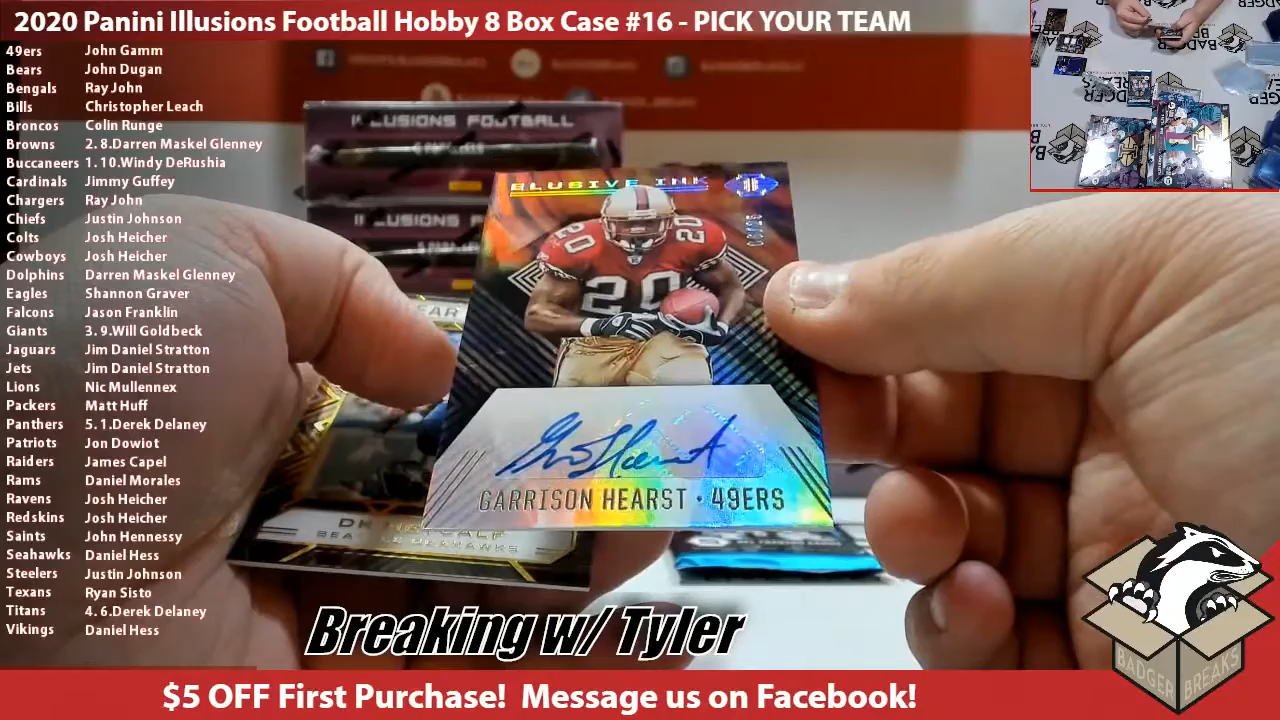 2020 Panini Illusions Football Hobby 8 Box Case #16 - PICK YOUR TEAM
49ers John Gamm
Bears John Dugan
Bengals Ray John
Bills Christopher Leach
Broncos Colin Runge
Browns 2. 8.Darren Maskel Glenney
Buccaneers 1. 10.Windy DeRushia
Cardinals Jimmy Guffey
Chargers Ray John
Chiefs Justin Johnson
Colts Josh Heicher
Cowboys Josh Heicher
Dolphins Darren Maskel Glenney
Eagles Shannon Graver
Falcons Jason Franklin
Giants 3. 9.Will Goldbeck
Jaguars Jim Daniel Stratton
Jets Jim Daniel Stratton
Lions Nic Mullennex
Packers Matt Huff
Panthers 5. 1.Derek Delaney
Patriots Jon Dowiot
Raiders James Capel
Rams Daniel Morales
Ravens Josh Heicher
Redskins Josh Heicher
Saints John Hennessy
Seahawks Daniel Hess
Steelers Justin Johnson
Texans Ryan Sisto
Titans 4. 6.Derek Delaney
Vikings Daniel Hess
ILLUSIONS FOOTBALL
ELUSIVE INK
20 20
20
GARRISON HEARST · 49ERS
DK METCALF
SEATTLE SEAHAWKS
Breaking w/ Tyler
BADGER BREAKS
$5 OFF First Purchase! Message us on Facebook!